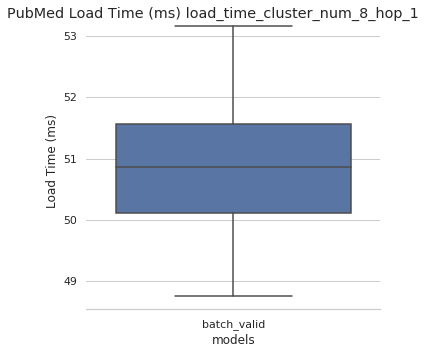 PubMed Load Time (ms) load_time_cluster_num_8_hop_1
53
52
51
50
49
Load Time (ms)
batch_valid
models